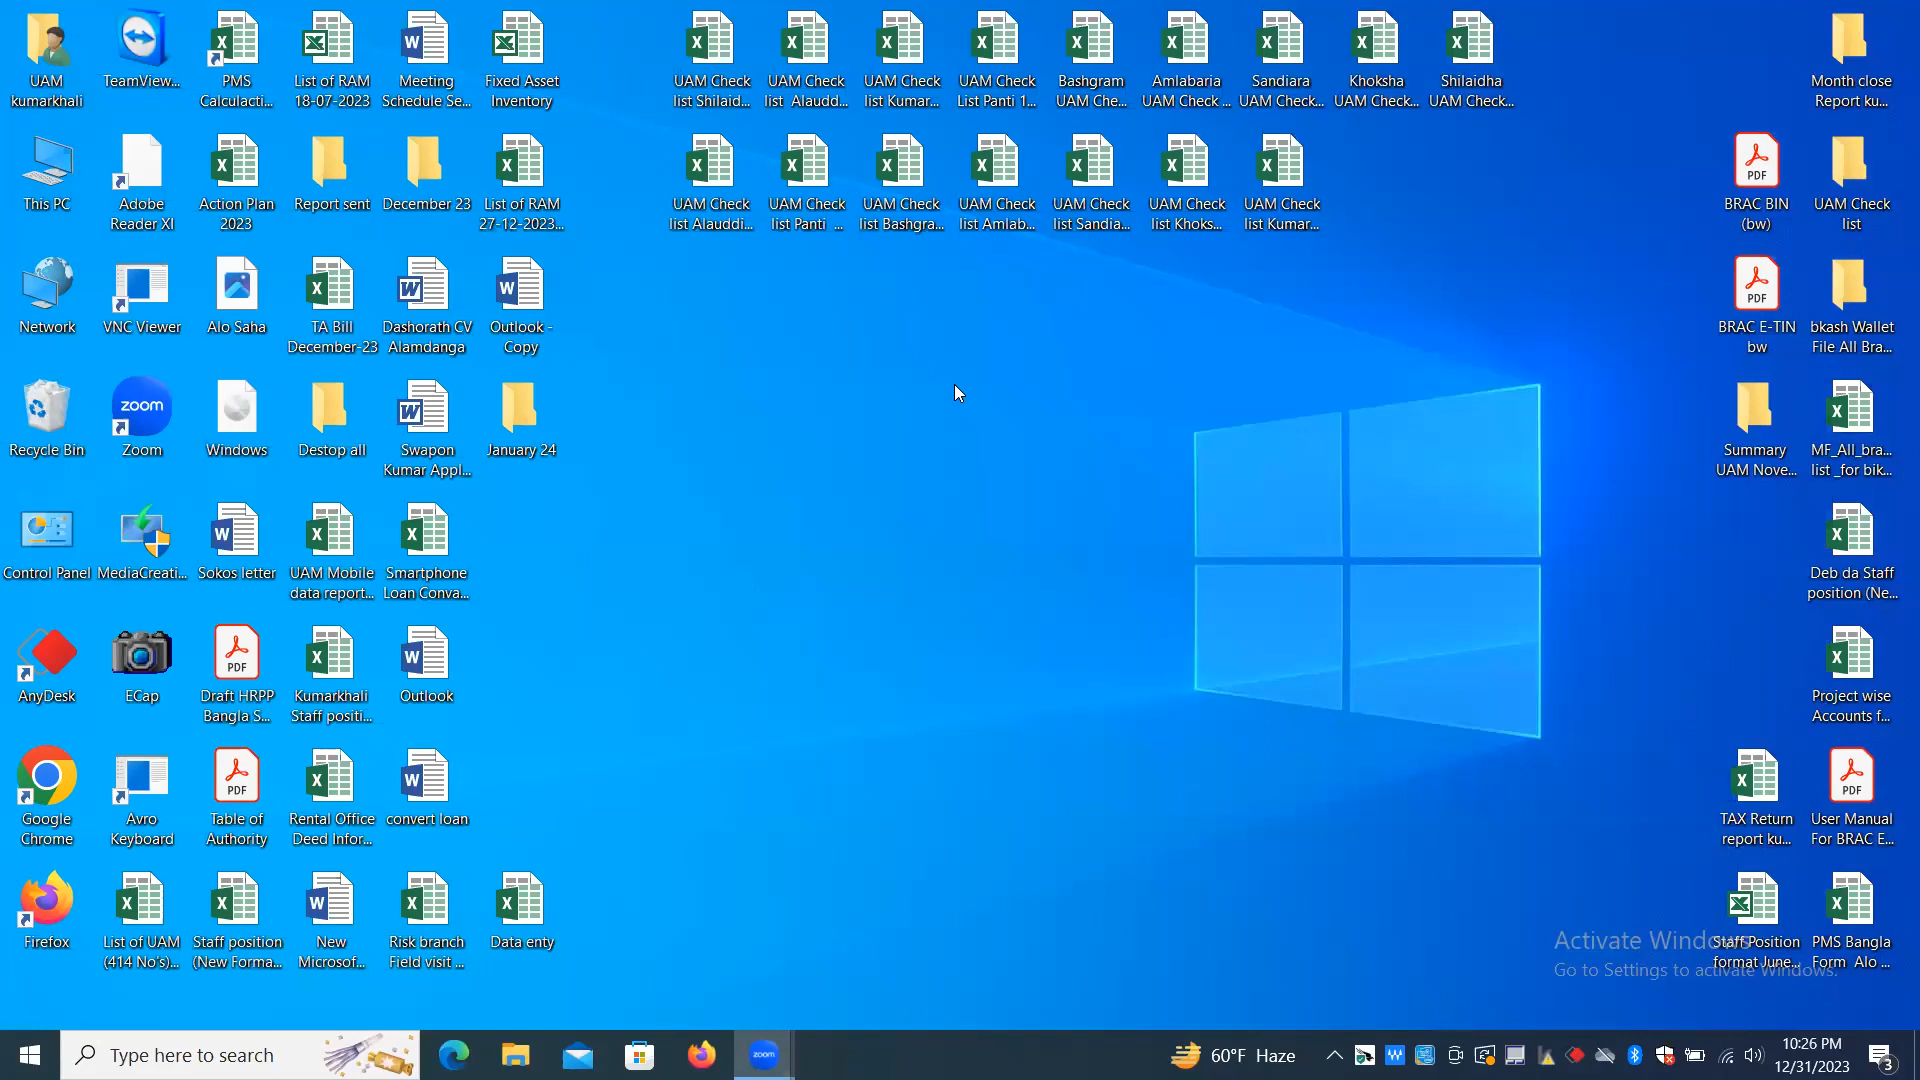 UAM
kumarkhali
TeamView...
PMS
Calculacti...
List of RAM
18-07-2023
Meeting
Schedule Se...
Fixed Asset
Inventory
UAM Check
list Shilaid...
UAM Check
list Alaudd...
UAM Check
list Kumar...
UAM Check
List Panti 1...
Bashgram
UAM Che...
Amlabaria
UAM Check ...
Sandiara
UAM Check...
Khoksha
UAM Check...
Shilaidha
UAM Check...
Month close
Report ku...
This PC
Adobe
Reader XI
Action Plan
2023
Report sent
December 23
List of RAM
27-12-2023...
UAM Check
list Alauddi...
UAM Check
list Panti ...
UAM Check
list Bashgra...
UAM Check
list Amlab...
UAM Check
list Sandia...
UAM Check
list Khoks...
UAM Check
list Kumar...
PDF
BRAC BIN
(bw)
UAM Check
list
Network
VNC Viewer
Alo Saha
TA Bill
December-23
Dashorath CV
Alamdanga
Outlook -
Copy
PDF
BRAC E-TIN
bw
bkash Wallet
File All Bra...
Recycle Bin
zoom
Zoom
Windows
Destop all
Swapon
Kumar Appl...
January 24
Summary
UAM Nove...
MF_All_bra...
list _for bik...
Control Panel
MediaCreati...
Sokos letter
UAM Mobile
data report...
Smartphone
Loan Conva...
Deb da Staff
position (Ne...
AnyDesk
ECap
PDF
Draft HRPP
Bangla S...
Kumarkhali
Staff positi...
Outlook
Project wise
Accounts f...
Google
Chrome
Avro
Keyboard
PDF
Table of
Authority
Rental Office
Deed Infor...
convert loan
TAX Return
report ku...
PDF
User Manual
For BRAC E...
Firefox
List of UAM
(414 No's)...
Staff position
(New Forma...
New
Microsof...
Risk branch
Field visit ...
Data enty
Staff Position
format June...
PMS Bangla
Form Alo ...
Activate Windows
Go to Settings to activate Windows.
Type here to search
zoom
60°F Haze
10:26 PM
12/31/2023
3